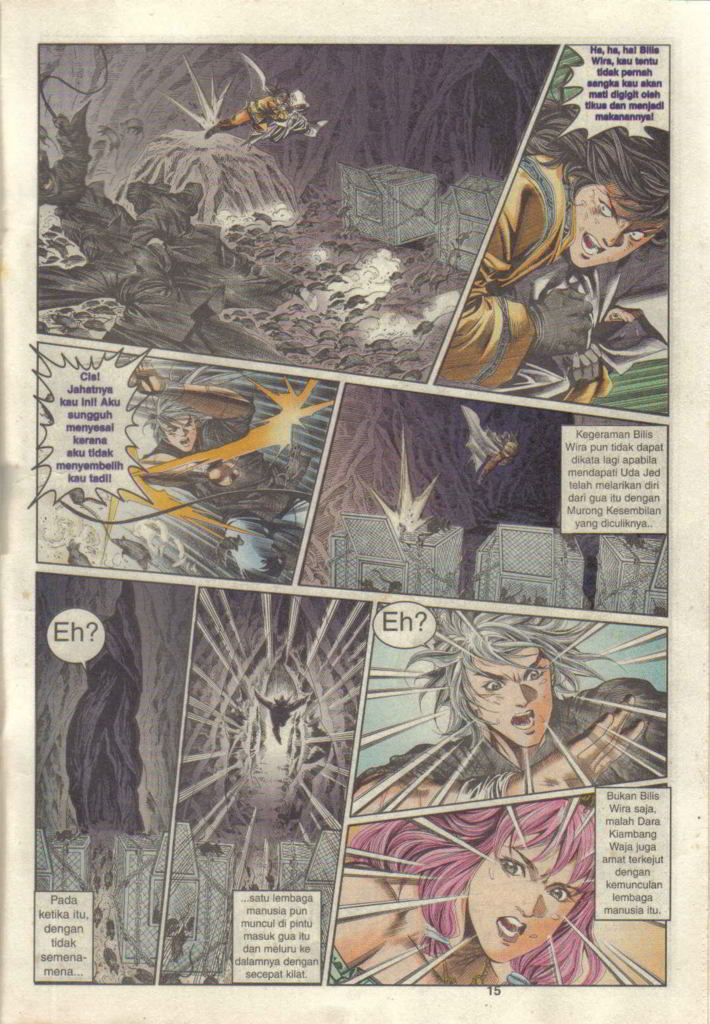 Ha, ha, ha! Bilis
Wira, kau tentu
tidak pernah
sangka kau akan
mati digigit oleh
tikus dan menjadi
makanannya!
Cis!
Jahatnya
kau ini! Aku
sungguh
menyesal
kerana
aku tidak
menyembelih
kau tadi!
Kegeraman Bilis
Wira pun tidak dapat
dikata lagi apabila
mendapati Uda Jed
telah melarikan diri
dari gua itu dengan
Murong Kesembilan
yang diculiknya..
Eh?
Pada
ketika itu,
dengan
tidak
semena-
mena...
...satu lembaga
manusia pun
muncul di pintu
masuk gua itu
dan meluru ke
dalamnya dengan
secepat kilat.
Eh?
Bukan Bilis
Wira saja,
malah Dara
Kiambang
Waja juga
amat terkejut
dengan
kemunculan
lembaga
manusia itu.
15